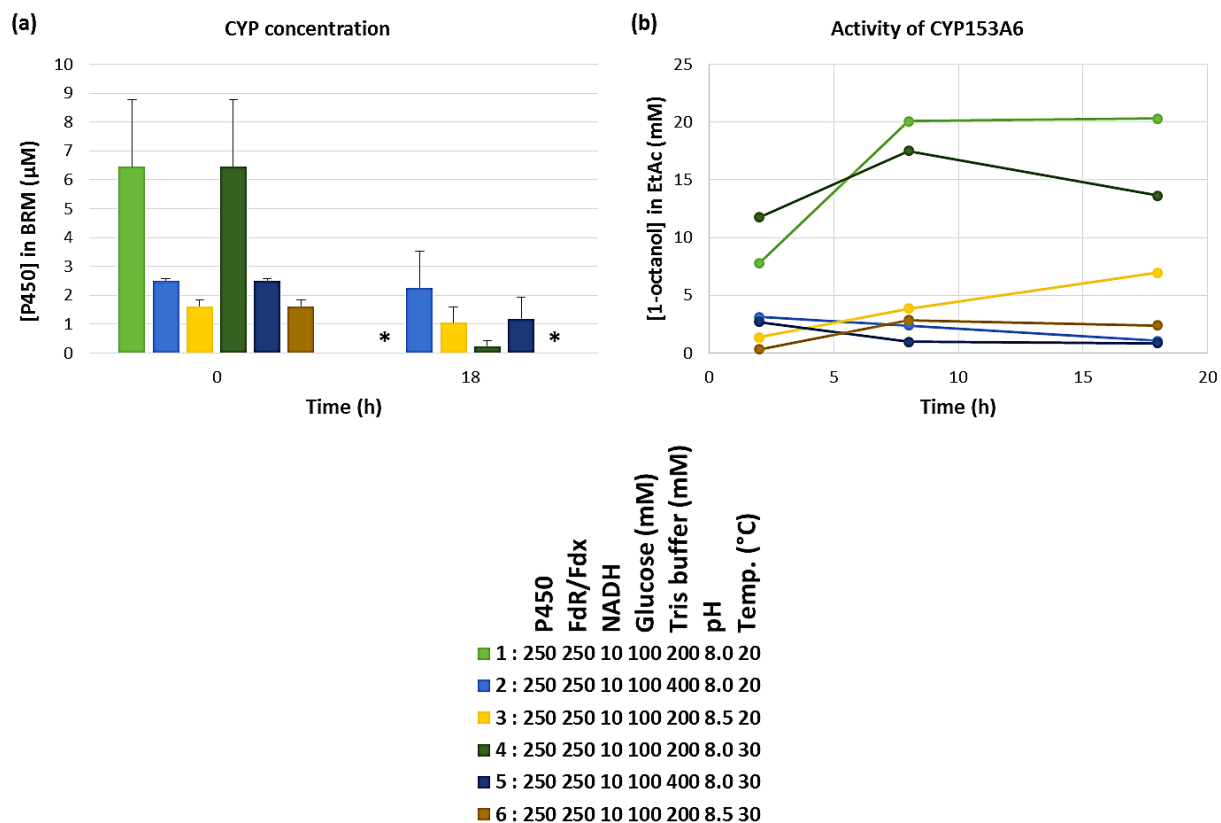 (a)
CYP concentration
[P450] in BRM (µM)
10
9
8
7
6
5
4
3
2
1
0
*
*
0
18
Time (h)
(b)
Activity of CYP153A6
[1-octanol] in EtAc (mM)
25
20
15
10
5
0
0
5
10
15
20
Time (h)
P450
FdR/Fdx
NADH
Glucose (mM)
Tris buffer (mM)
pH
Temp. (°C)
1 : 250 250 10 100 200 8.0 20
2 : 250 250 10 100 400 8.0 20
3 : 250 250 10 100 200 8.5 20
4 : 250 250 10 100 200 8.0 30
5 : 250 250 10 100 400 8.0 30
6 : 250 250 10 100 200 8.5 30